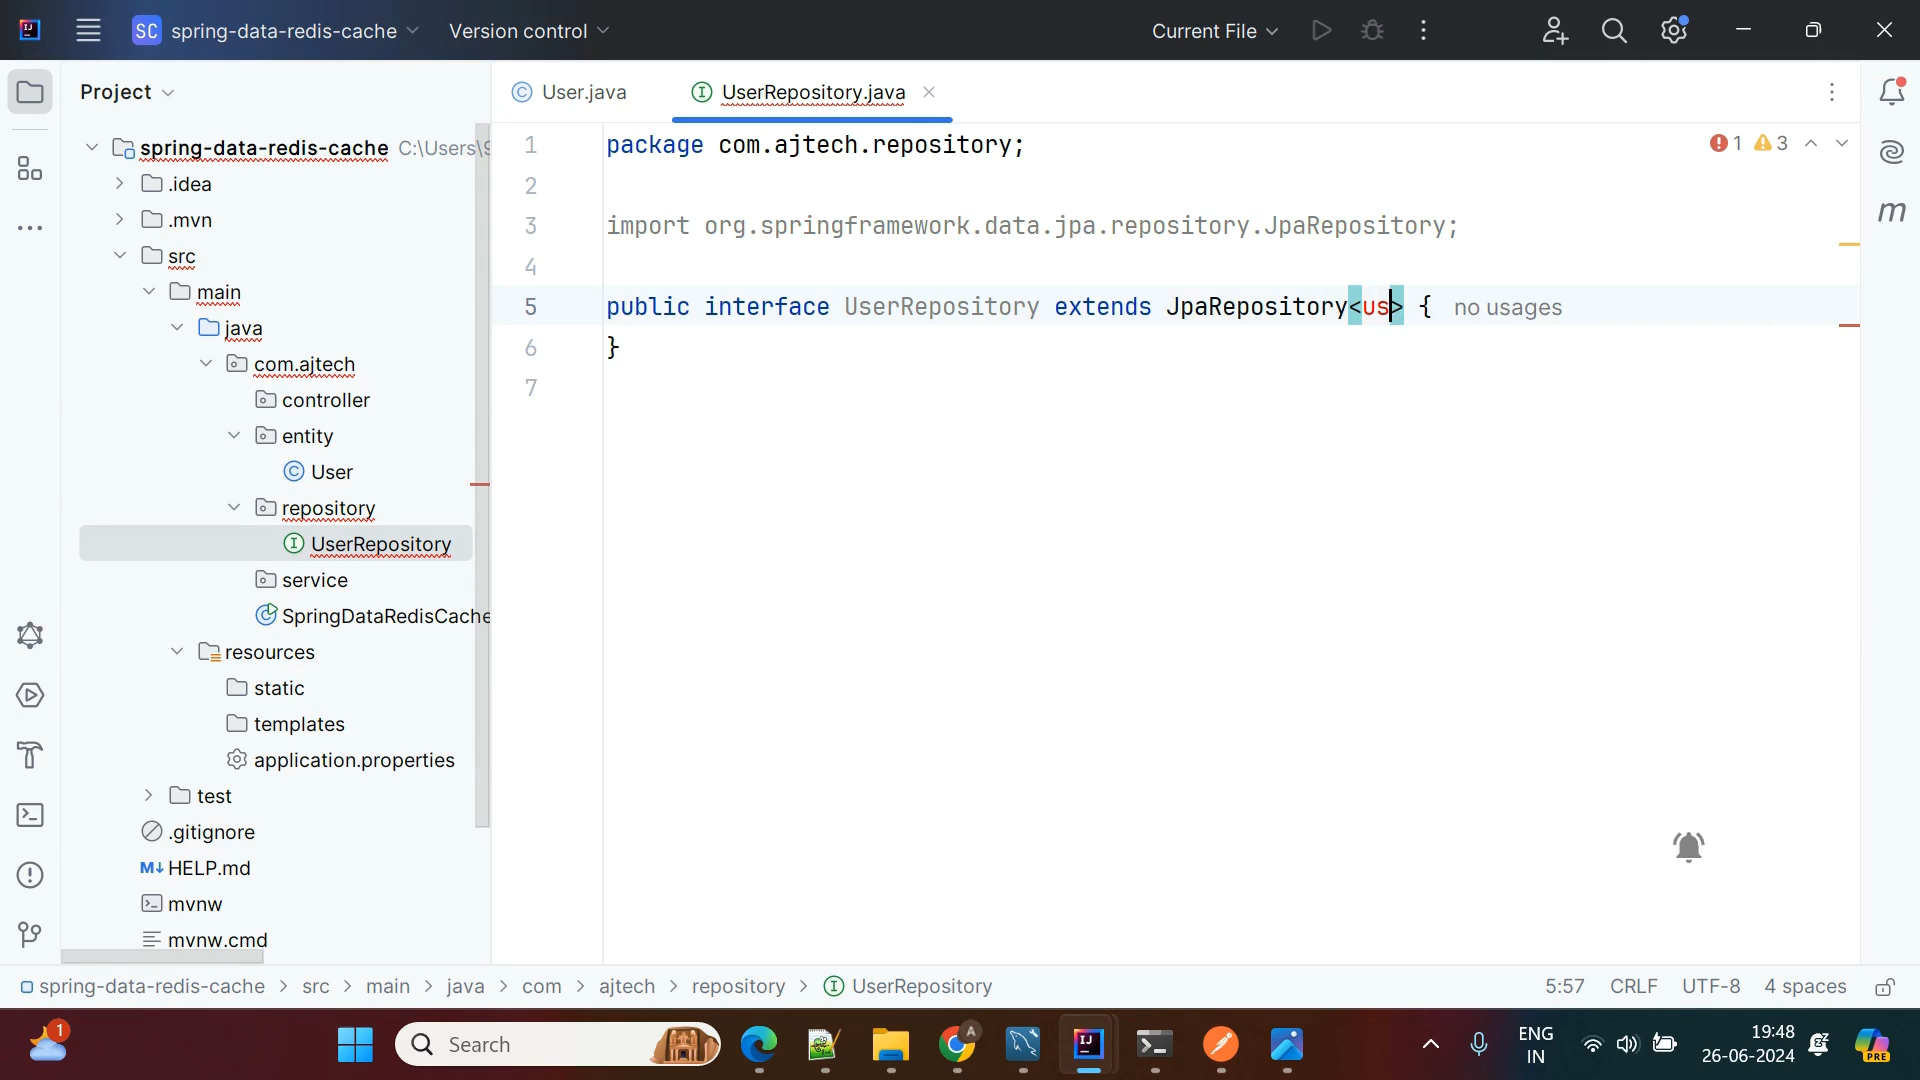 SC spring-data-redis-cache Version control Current File
Project
User.java UserRepository.java
spring-data-redis-cache C:\Users\9
.idea
.mvn
src
main
java
com.ajtech
controller
entity
User
repository
UserRepository
service
SpringDataRedisCache
resources
static
templates
application.properties
test
.gitignore
M↓ HELP.md
mvnw
mvnw.cmd
1 package com.ajtech.repository; 1 3
2
3 import org.springframework.data.jpa.repository.JpaRepository;
4
5 public interface UserRepository extends JpaRepository<us> { no usages
6 }
7
m
spring-data-redis-cache > src > main > java > com > ajtech > repository > UserRepository 5:57 CRLF UTF-8 4 spaces
1 Search A IJ ENG IN 19:48 26-06-2024 PRE